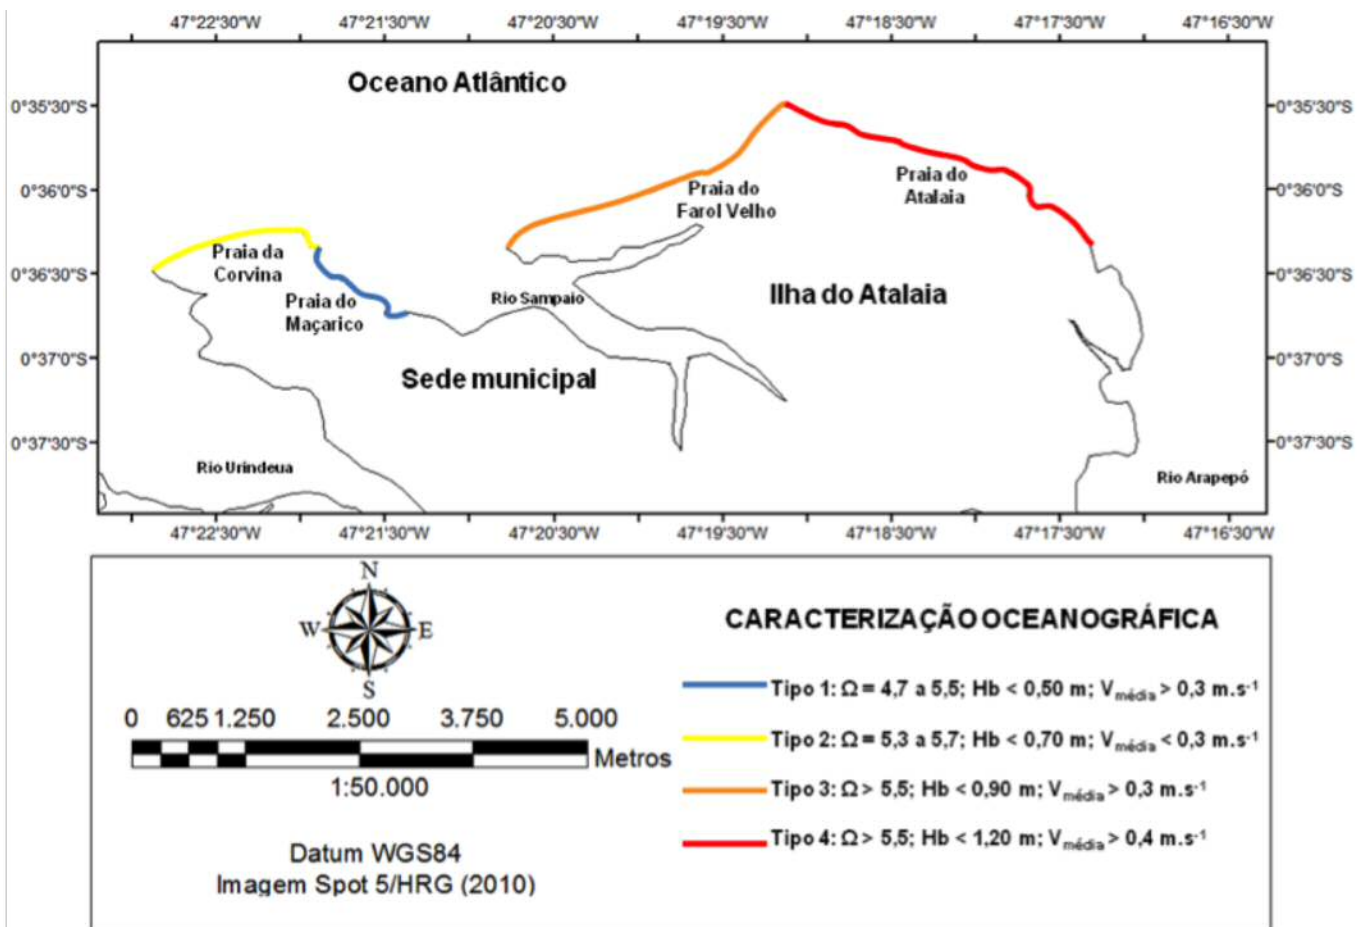 47°22'30"W 47°21'30"W 47°20'30"W 47°19'30"W 47°18'30"W 47°17'30"W 47°16'30"W
Oceano Atlântico
0°35'30"S 0°35'30"S
Praia do
Atalaia
0°36'0"S 0°36'0"S
Praia do
Farol Velho
Praia da
Corvina
0°36'30"S 0°36'30"S
Praia do
Maçarico
Rio Sampaio
Ilha do Atalaia
0°37'0"S 0°37'0"S
Sede municipal
0°37'30"S 0°37'30"S
Rio Urindeua
Rio Arapepó
47°22'30"W 47°21'30"W 47°20'30"W 47°19'30"W 47°18'30"W 47°17'30"W 47°16'30"W
N
W E
S
0 625 1.250 2.500 3.750 5.000
Metros
1:50.000
Datum WGS84
Imagem Spot 5/HRG (2010)
CARACTERIZAÇÃO OCEANOGRÁFICA
Tipo 1: Ω = 4,7 a 5,5; Hb < 0,50 m; Vmédia > 0,3 m.s⁻¹
Tipo 2: Ω = 5,3 a 5,7; Hb < 0,70 m; Vmédia < 0,3 m.s⁻¹
Tipo 3: Ω > 5,5; Hb < 0,90 m; Vmédia > 0,3 m.s⁻¹
Tipo 4: Ω > 5,5; Hb < 1,20 m; Vmédia > 0,4 m.s⁻¹